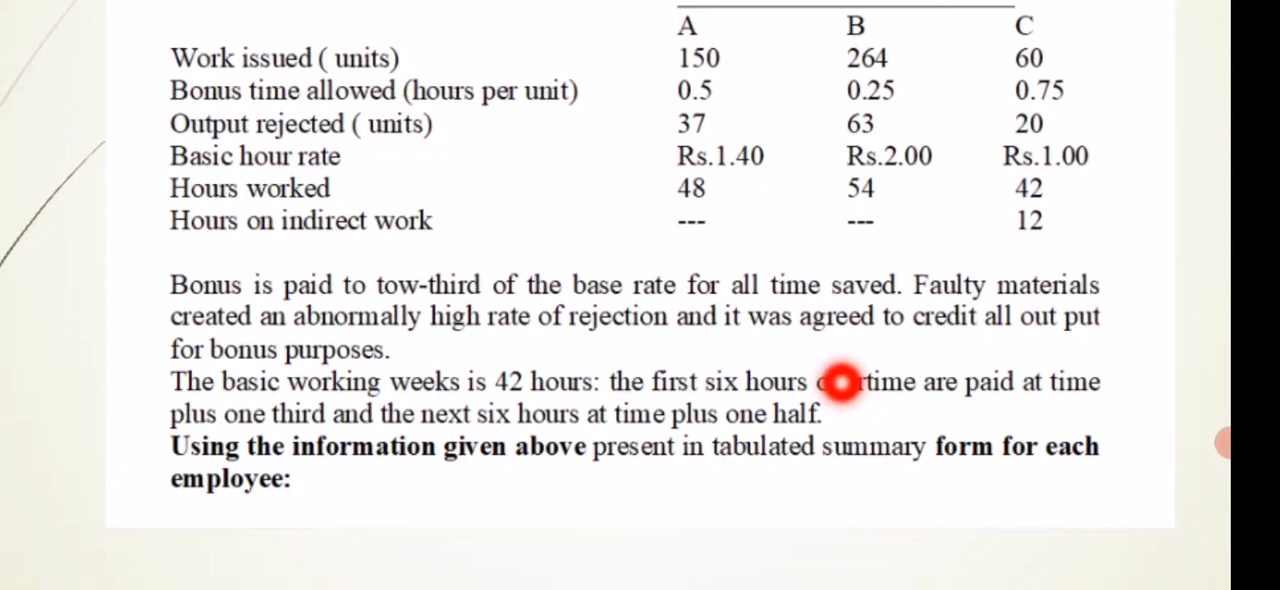 A B C
Work issued ( units) 150 264 60
Bonus time allowed (hours per unit) 0.5 0.25 0.75
Output rejected ( units) 37 63 20
Basic hour rate Rs.1.40 Rs.2.00 Rs.1.00
Hours worked 48 54 42
Hours on indirect work --- --- 12
Bonus is paid to tow-third of the base rate for all time saved. Faulty materials
created an abnormally high rate of rejection and it was agreed to credit all out put
for bonus purposes.
The basic working weeks is 42 hours: the first six hours are paid at time
plus one third and the next six hours at time plus one half.
Using the information given above present in tabulated summary form for each
employee: